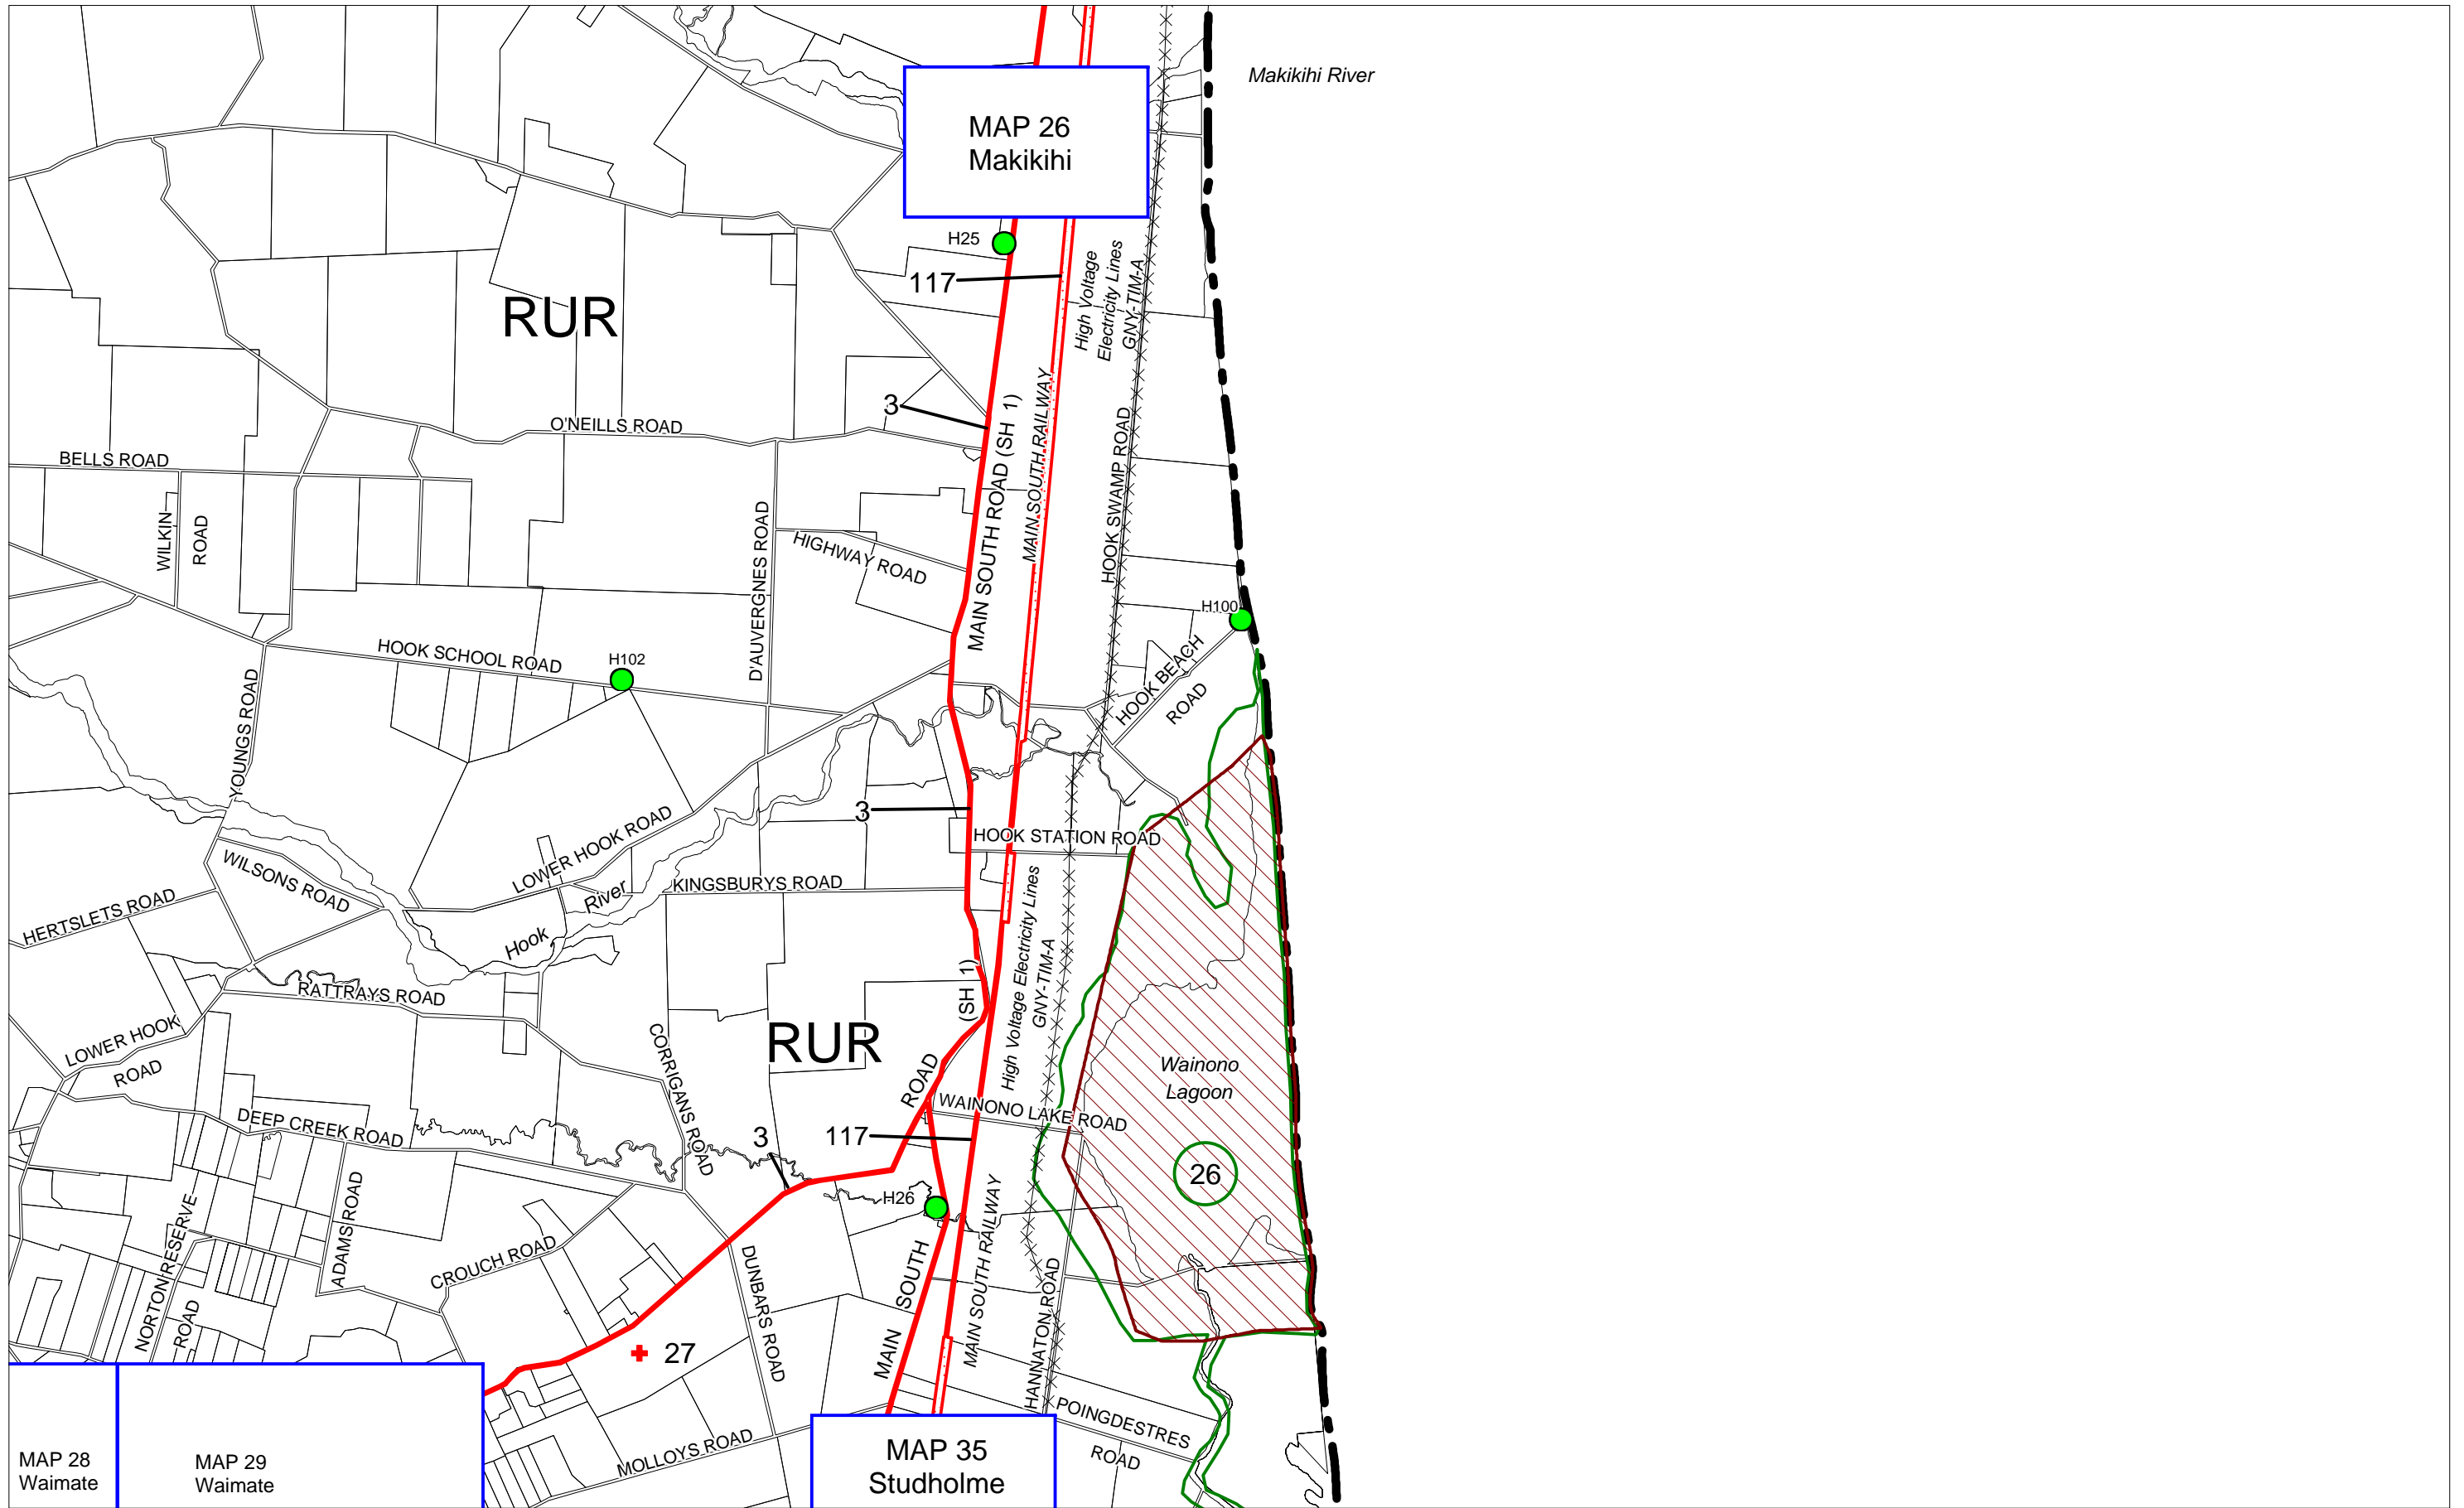 Makikihi River
MAP 26
Makikihi
H25
117
High Voltage
Electricity Lines
GNY-TIM-A
RUR
3
O'NEILLS ROAD
MAIN SOUTH ROAD (SH 1)
MAIN SOUTH RAILWAY
HOOK SWAMP ROAD
BELLS ROAD
WILKIN
ROAD
D'AUVERGNES ROAD
HIGHWAY ROAD
H100
HOOK SCHOOL ROAD
H102
HOOK BEACH
ROAD
YOUNGS ROAD
3
HOOK STATION ROAD
LOWER HOOK ROAD
WILSONS ROAD
KINGSBURYS ROAD
HERTSLETS ROAD
Hook
River
High Voltage Electricity Lines
GNY-TIM-A
RATTRAYS ROAD
(SH 1)
LOWER HOOK
ROAD
CORRIGANS ROAD
RUR
ROAD
Wainono
Lagoon
WAINONO LAKE ROAD
DEEP CREEK ROAD
3
117
26
ADAMS ROAD
NORTON RESERVE
ROAD
H26
CROUCH ROAD
DUNBARS ROAD
MAIN
SOUTH
MAIN SOUTH RAILWAY
HANNATON ROAD
27
POINGDESTRES
ROAD
MOLLOYS ROAD
MAP 28
Waimate
MAP 29
Waimate
MAP 35
Studholme